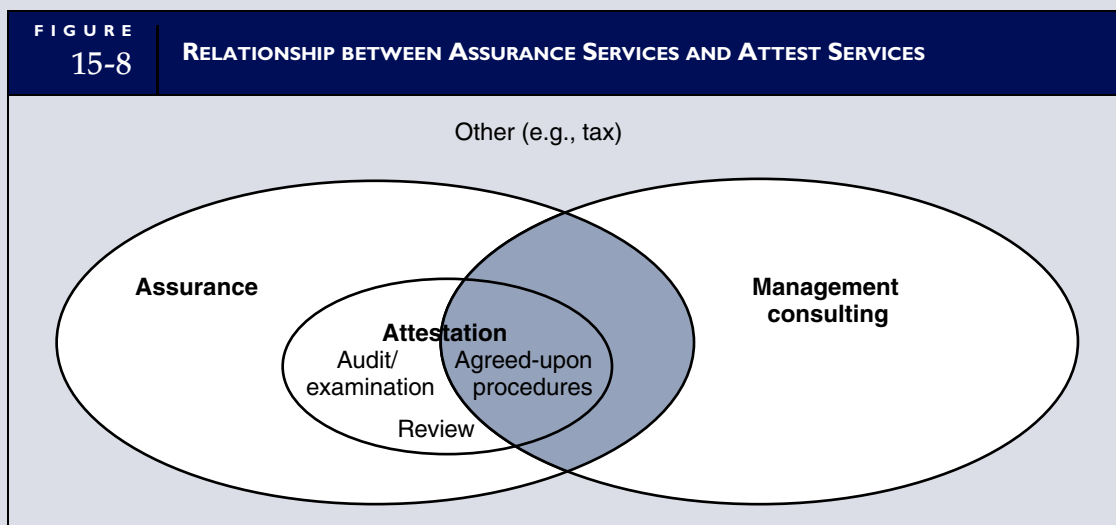 FIGURE
15-8
RELATIONSHIP BETWEEN ASSURANCE SERVICES AND ATTEST SERVICES
Other (e.g., tax)
Assurance
Management
consulting
Attestation
Audit/
examination
Agreed-upon
procedures
Review